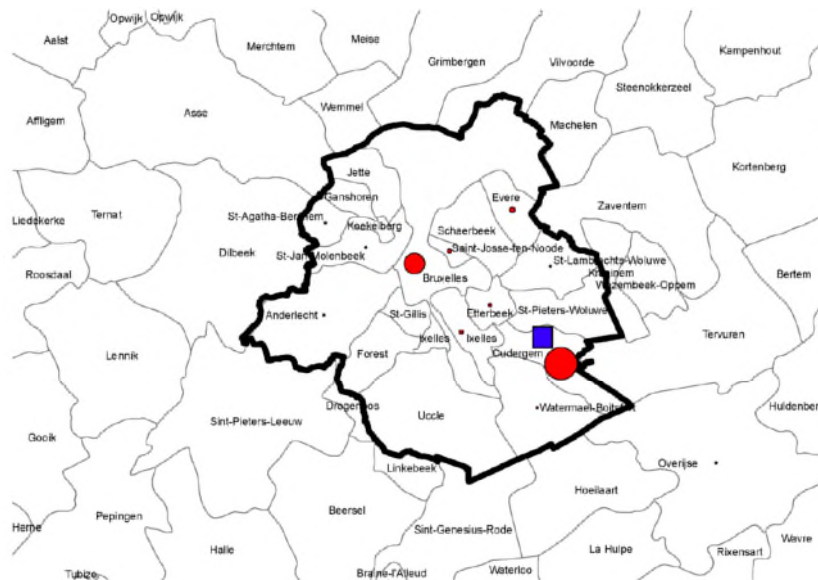 Opwijk
Opwijk
Aalst
Merchtem
Meise
Grimbergen
Vilvoorde
Kampenhout
Steenokkerzeel
Wemmel
Asse
Affligem
Machelen
Kortenberg
Jette
Ganshoren
Evere
Zaventem
Liedekerke
Ternat
St-Agatha-Berchem
Koekelberg
Schaerbeek
Dilbeek
St-Jan-Molenbeek
Saint-Josse-ten-Noode
St-Lambrechts-Woluwe
Roosdaal
Kraainem
Bertem
Bruxelles
Wezembeek-Oppem
Anderlecht
St-Gillis
Etterbeek
St-Pieters-Woluwe
Ixelles
Ixelles
Tervuren
Lennik
Forest
Oudergem
Drogenbos
Watermael-Boitsfort
Huldenberg
Sint-Pieters-Leeuw
Uccle
Gooik
Linkebeek
Overijse
Hoeilaart
Beersel
Pepingen
Herne
Sint-Genesius-Rode
Halle
La Hulpe
Wavre
Rixensart
Tubize
Braine-l'Alleud
Waterloo